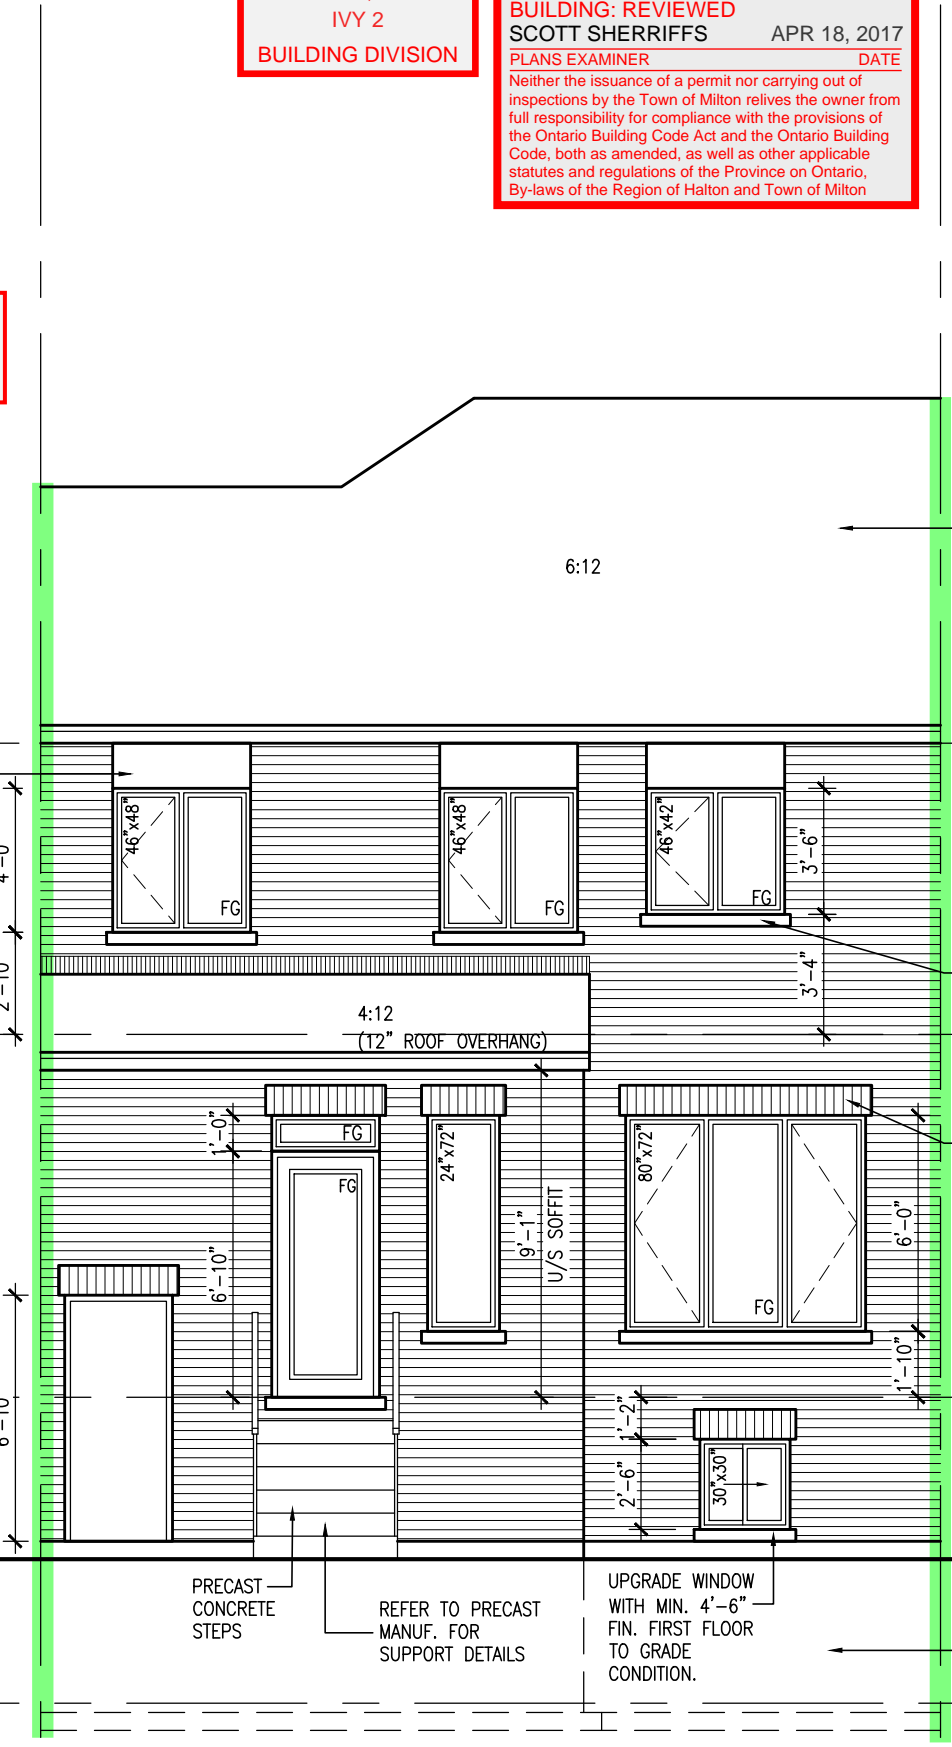 IVY 2
BUILDING DIVISION
BUILDING: REVIEWED
SCOTT SHERRIFFS APR 18, 2017
PLANS EXAMINER DATE
Neither the issuance of a permit nor carrying out of
inspections by the Town of Milton relives the owner from
full responsibility for compliance with the provisions of
the Ontario Building Code Act and the Ontario Building
Code, both as amended, as well as other applicable
statutes and regulations of the Province on Ontario,
By-laws of the Region of Halton and Town of Milton
6:12
46"x48"
FG
46"x48"
FG
46"x42"
FG
3'-6"
3'-4"
4'-0"
2'-10"
4:12
(12" ROOF OVERHANG)
1'-0"
FG
FG
6'-10"
24"x72"
9'-1"
U/S SOFFIT
80"x72"
FG
6'-0"
1'-10"
6'-10"
1'-2"
2'-6"
30"x30"
PRECAST
CONCRETE
STEPS
REFER TO PRECAST
MANUF. FOR
SUPPORT DETAILS
UPGRADE WINDOW
WITH MIN. 4'-6"
FIN. FIRST FLOOR
TO GRADE
CONDITION.